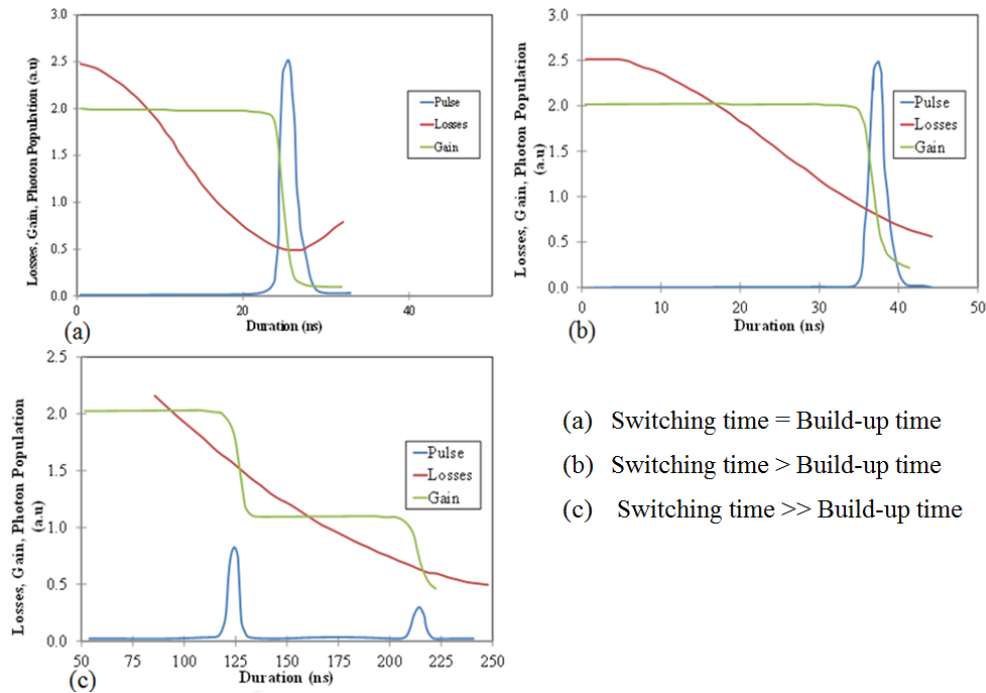 Losses, Gain, Photon Population (a.u)
3.0
2.5
2.0
1.5
1.0
0.5
0.0
0
20
40
Duration (ns)
Pulse
Losses
Gain
(a)
Losses, Gain, Photon Population
(a.u)
3.0
2.5
2.0
1.5
1.0
0.5
0.0
0
10
20
30
40
50
Duration (ns)
Pulse
Losses
Gain
(b)
Losses, Gain, Photon Population
(a.u)
2.5
2.0
1.5
1.0
0.5
0.0
50
75
100
125
150
175
200
225
250
Duration (ns)
Pulse
Losses
Gain
(c)
(a) Switching time = Build-up time
(b) Switching time > Build-up time
(c) Switching time >> Build-up time